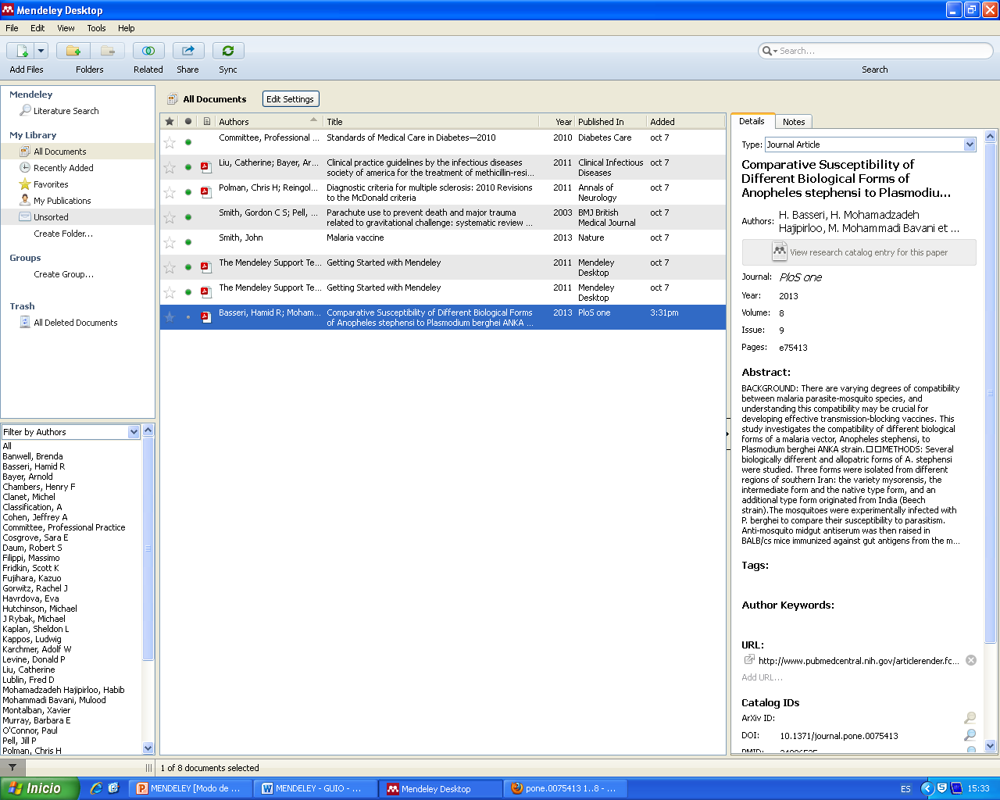 Mendeley Desktop
File Edit View Tools Help
Add Files Folders Related Share Sync
Search...
Search
Mendeley
Literature Search
My Library
All Documents
Recently Added
Favorites
My Publications
Unsorted
Create Folder...
Groups
Create Group...
Trash
All Deleted Documents
Filter by Authors
All
Banwell, Brenda
Basseri, Hamid R
Bayer, Arnold
Chambers, Henry F
Clanet, Michel
Classification, A
Cohen, Jeffrey A
Committee, Professional Practice
Cosgrove, Sara E
Daum, Robert S
Filippi, Massimo
Fridkin, Scott K
Fujihara, Kazuo
Gorwitz, Rachel J
Havrdova, Eva
Hutchinson, Michael
J Rybak, Michael
Kaplan, Sheldon L
Kappos, Ludwig
Karchmer, Adolf W
Levine, Donald P
Liu, Catherine
Lublin, Fred D
Mohamadzadeh Hajipirloo, Habib
Mohammadi Bavani, Mulood
Montalban, Xavier
Murray, Barbara E
O'Connor, Paul
Pell, Jill P
Polman, Chris H
All Documents Edit Settings
Authors Title Year Published In Added
Committee, Professional ... Standards of Medical Care in Diabetes—2010 2010 Diabetes Care oct 7
Liu, Catherine; Bayer, Ar... Clinical practice guidelines by the infectious diseases 2011 Clinical Infectious oct 7
society of america for the treatment of methicillin-resi... Diseases
Polman, Chris H; Reingol... Diagnostic criteria for multiple sclerosis: 2010 Revisions 2011 Annals of oct 7
to the McDonald criteria Neurology
Smith, Gordon C S; Pell, ... Parachute use to prevent death and major trauma 2003 BMJ British oct 7
related to gravitational challenge: systematic review ... Medical Journal
Smith, John Malaria vaccine 2013 Nature oct 7
The Mendeley Support Te... Getting Started with Mendeley 2011 Mendeley oct 7
Desktop
The Mendeley Support Te... Getting Started with Mendeley 2011 Mendeley oct 7
Desktop
Basseri, Hamid R; Moham... Comparative Susceptibility of Different Biological Forms 2013 PloS one 3:31pm
of Anopheles stephensi to Plasmodium berghei ANKA ...
Details Notes
Type: Journal Article
Comparative Susceptibility of
Different Biological Forms of
Anopheles stephensi to Plasmodiu...
Authors: H. Basseri, H. Mohamadzadeh
Hajipirloo, M. Mohammadi Bavani et ...
View research catalog entry for this paper
Journal: PloS one
Year: 2013
Volume: 8
Issue: 9
Pages: e75413
Abstract:
BACKGROUND: There are varying degrees of compatibility
between malaria parasite-mosquito species, and
understanding this compatibility may be crucial for
developing effective transmission-blocking vaccines. This
study investigates the compatibility of different biological
forms of a malaria vector, Anopheles stephensi, to
Plasmodium berghei ANKA strain.□□METHODS: Several
biologically different and allopatric forms of A. stephensi
were studied. Three forms were isolated from different
regions of southern Iran: the variety mysorensis, the
intermediate form and the native type form, and an
additional type form originated from India (Beech
strain).The mosquitoes were experimentally infected with
P. berghei to compare their susceptibility to parasitism.
Anti-mosquito midgut antiserum was then raised in
BALB/cs mice immunized against gut antigens from the m...
Tags:
Author Keywords:
URL:
http://www.pubmedcentral.nih.gov/articlerender.fc...
Add URL...
Catalog IDs
ArXiv ID:
DOI: 10.1371/journal.pone.0075413
1 of 8 documents selected
Inicio MENDELEY [Modo de ... MENDELEY - GUIO - ... Mendeley Desktop pone.0075413 1..8 - ... ES 15:33